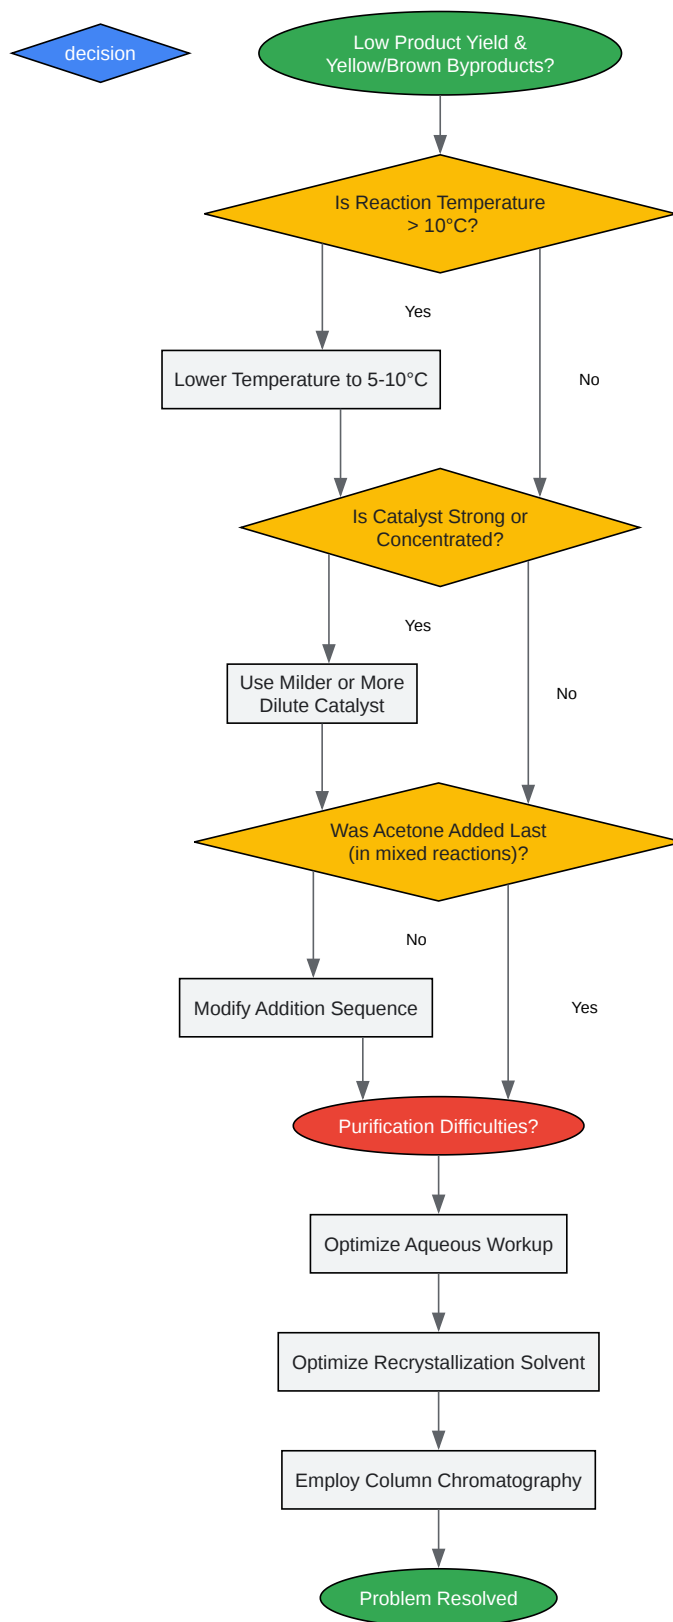 decision
Low Product Yield &
Yellow/Brown Byproducts?
Is Reaction Temperature
> 10°C?
Yes
Lower Temperature to 5-10°C
No
Is Catalyst Strong or
Concentrated?
Yes
Use Milder or More
Dilute Catalyst
No
Was Acetone Added Last
(in mixed reactions)?
No
Modify Addition Sequence
Yes
Purification Difficulties?
Optimize Aqueous Workup
Optimize Recrystallization Solvent
Employ Column Chromatography
Problem Resolved